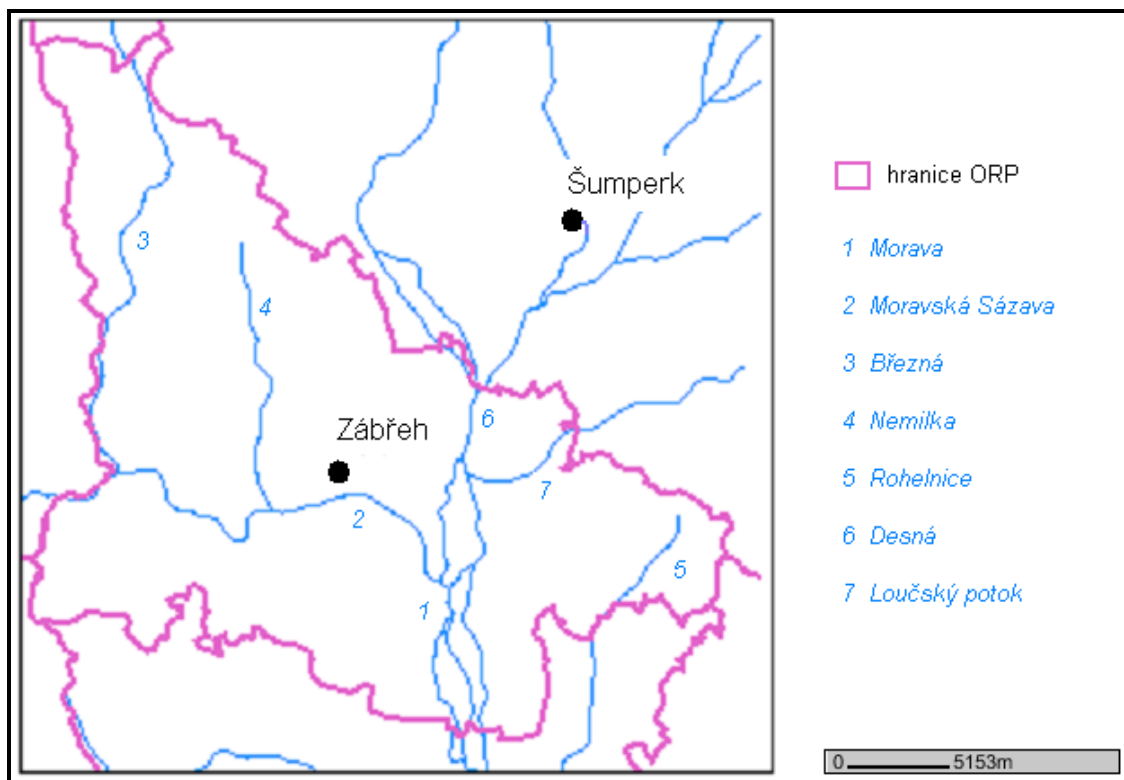 Šumperk
3
4
Zábřeh
6
7
2
5
1
hranice ORP
1 Morava
2 Moravská Sázava
3 Březná
4 Nemilka
5 Rohelnice
6 Desná
7 Loučský potok
0 5153m